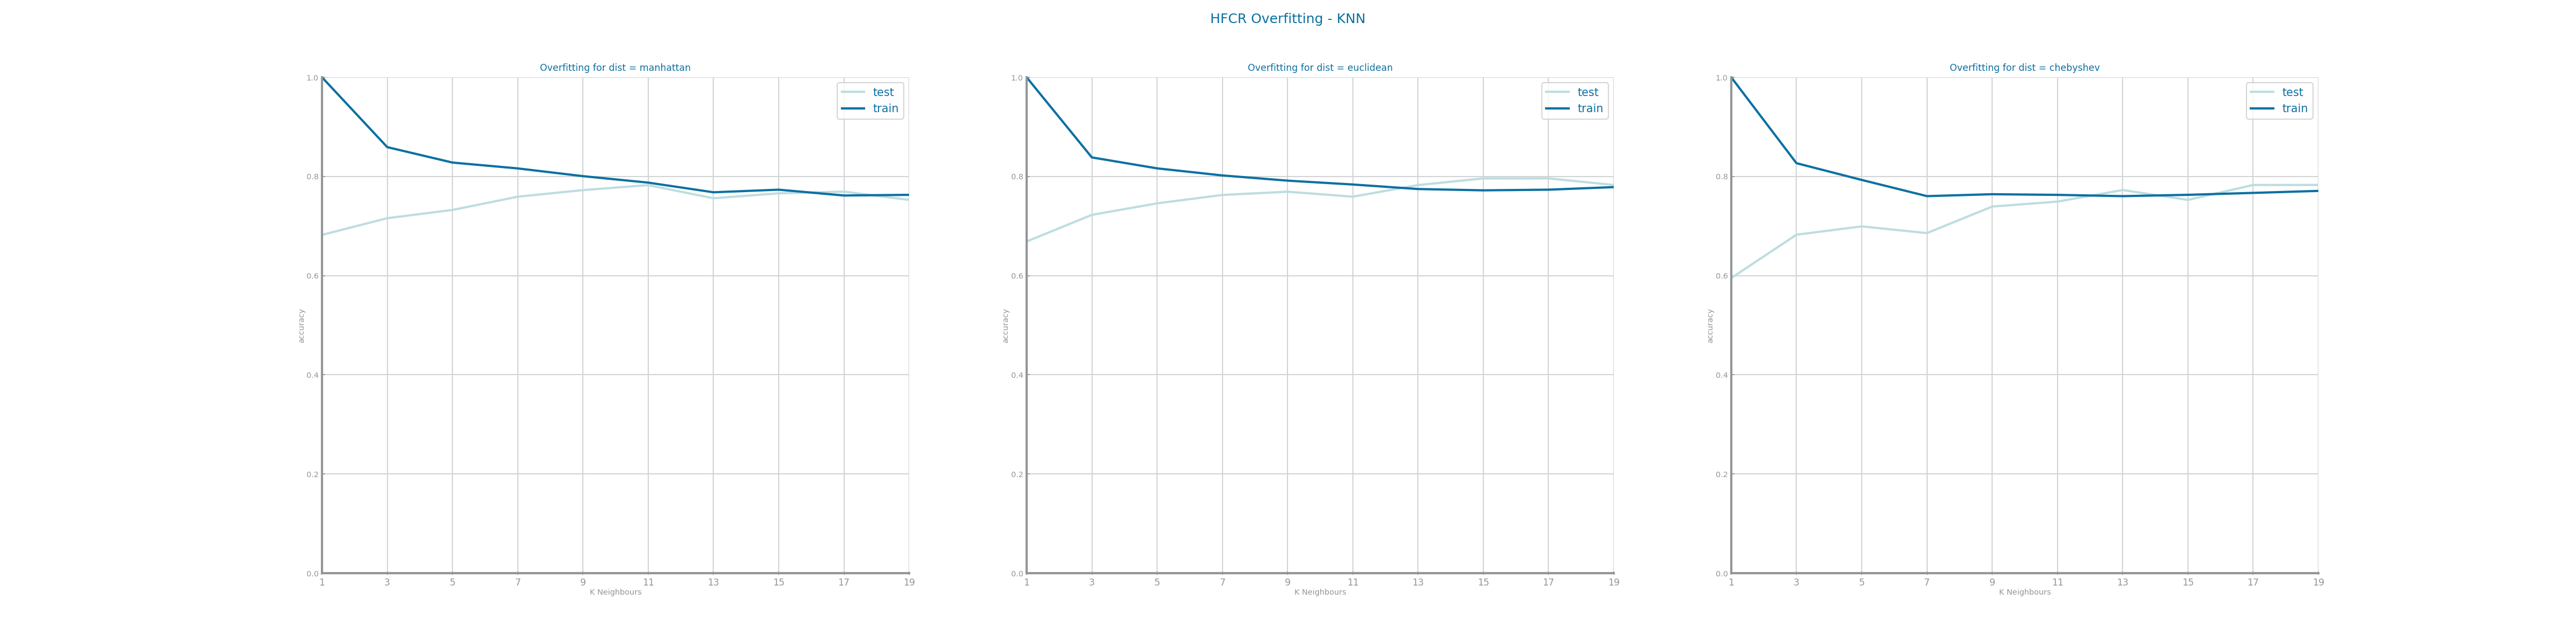 HFCR Overfitting - KNN
Overfitting for dist = manhattan
test
train
1.0
0.8
0.6
0.4
0.2
0.0
accuracy
1 3 5 7 9 11 13 15 17 19
K Neighbours
Overfitting for dist = euclidean
test
train
1.0
0.8
0.6
0.4
0.2
0.0
accuracy
1 3 5 7 9 11 13 15 17 19
K Neighbours
Overfitting for dist = chebyshev
test
train
1.0
0.8
0.6
0.4
0.2
0.0
accuracy
1 3 5 7 9 11 13 15 17 19
K Neighbours